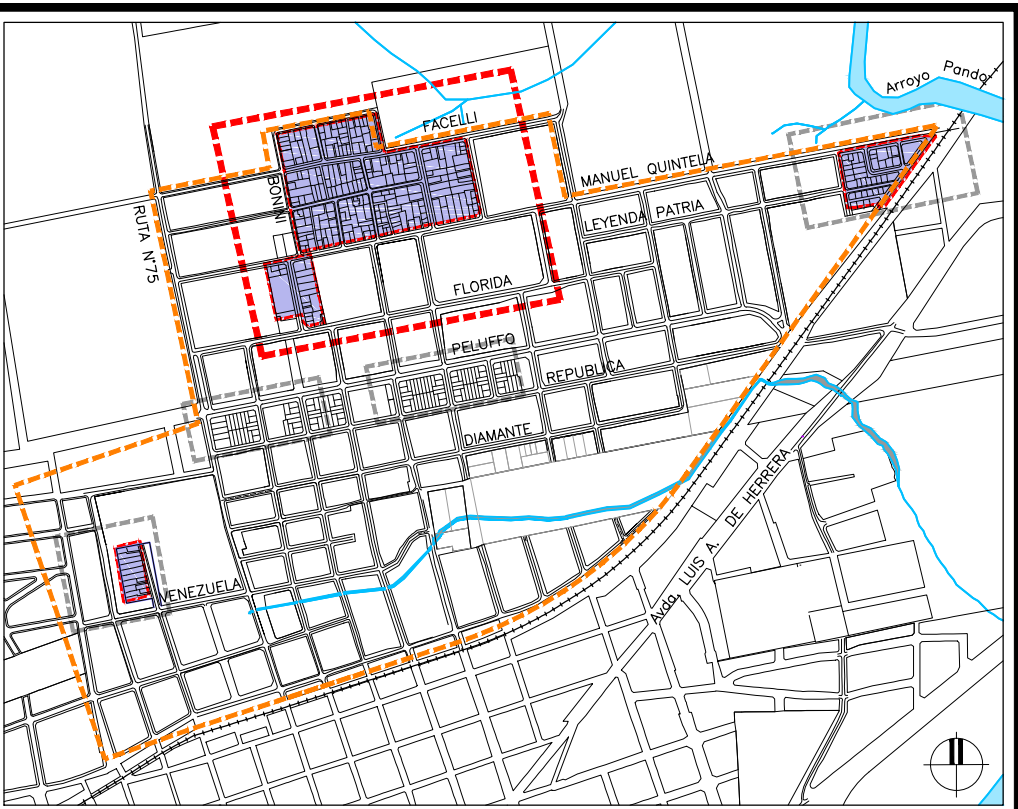 Arroyo Pando
FACELLI
MANUEL QUINTELA
BONINI
LEYENDA PATRIA
RUTA N°75
FLORIDA
PELUFFO
REPUBLICA
DIAMANTE
Avda. LUIS A. DE HERRERA
VENEZUELA